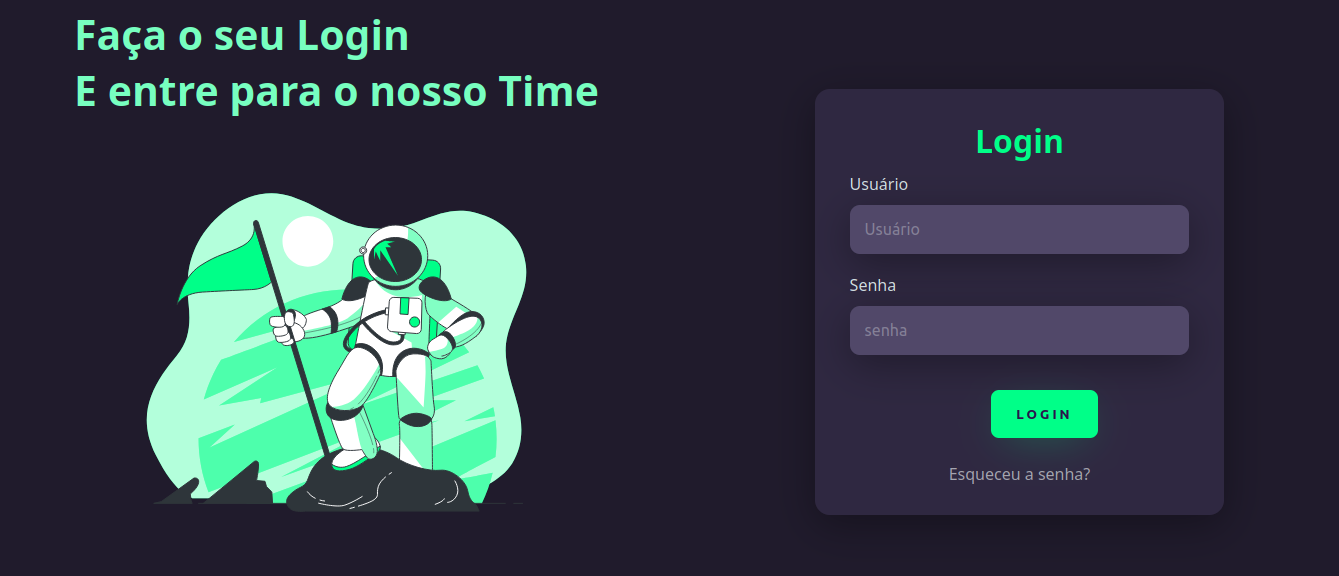 Faça o seu Login
E entre para o nosso Time
Login
Usuário
Usuário
Senha
senha
LOGIN
Esqueceu a senha?